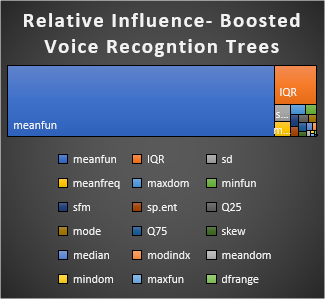 Relative Influence- Boosted
Voice Recogntion Trees
meanfun
IQR
s...
m...
meanfun IQR sd
meanfreq maxdom minfun
sfm sp.ent Q25
mode Q75 skew
median modindx meandom
mindom maxfun dfrange